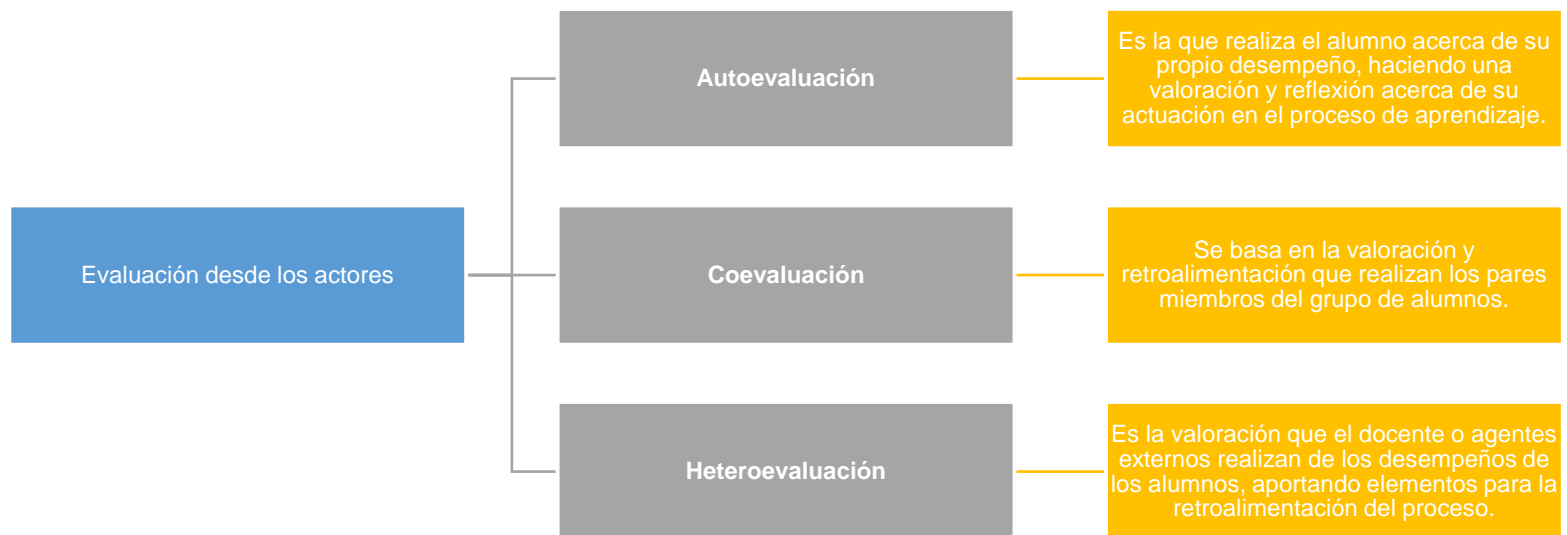 Evaluación desde los actores
Autoevaluación
Es la que realiza el alumno acerca de su
propio desempeño, haciendo una
valoración y reflexión acerca de su
actuación en el proceso de aprendizaje.
Coevaluación
Se basa en la valoración y
retroalimentación que realizan los pares
miembros del grupo de alumnos.
Heteroevaluación
Es la valoración que el docente o agentes
externos realizan de los desempeños de
los alumnos, aportando elementos para la
retroalimentación del proceso.